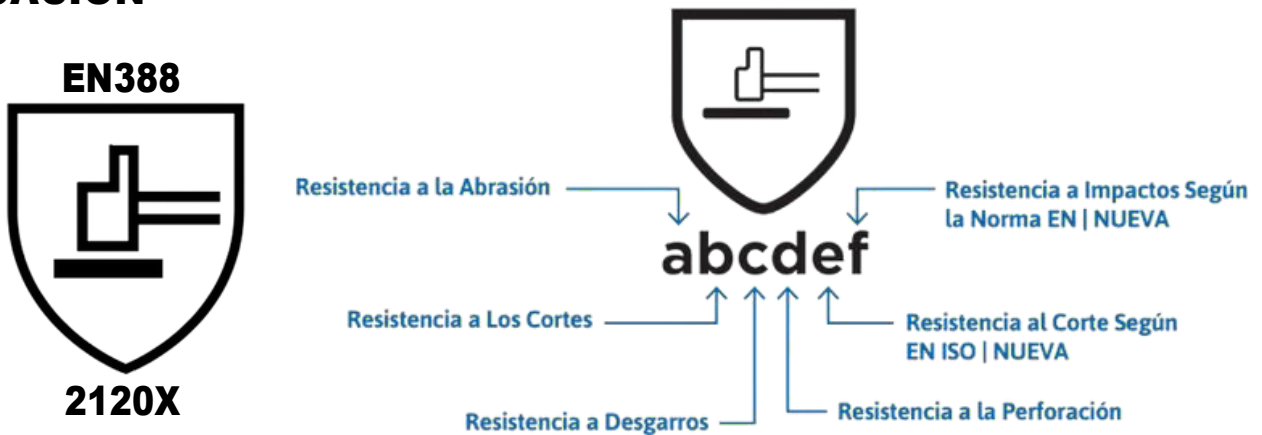 EN388
2120X
Resistencia a la Abrasión
Resistencia a Impactos Según
la Norma EN | NUEVA
abcdef
Resistencia a Los Cortes
Resistencia al Corte Según
EN ISO | NUEVA
Resistencia a Desgarros
Resistencia a la Perforación